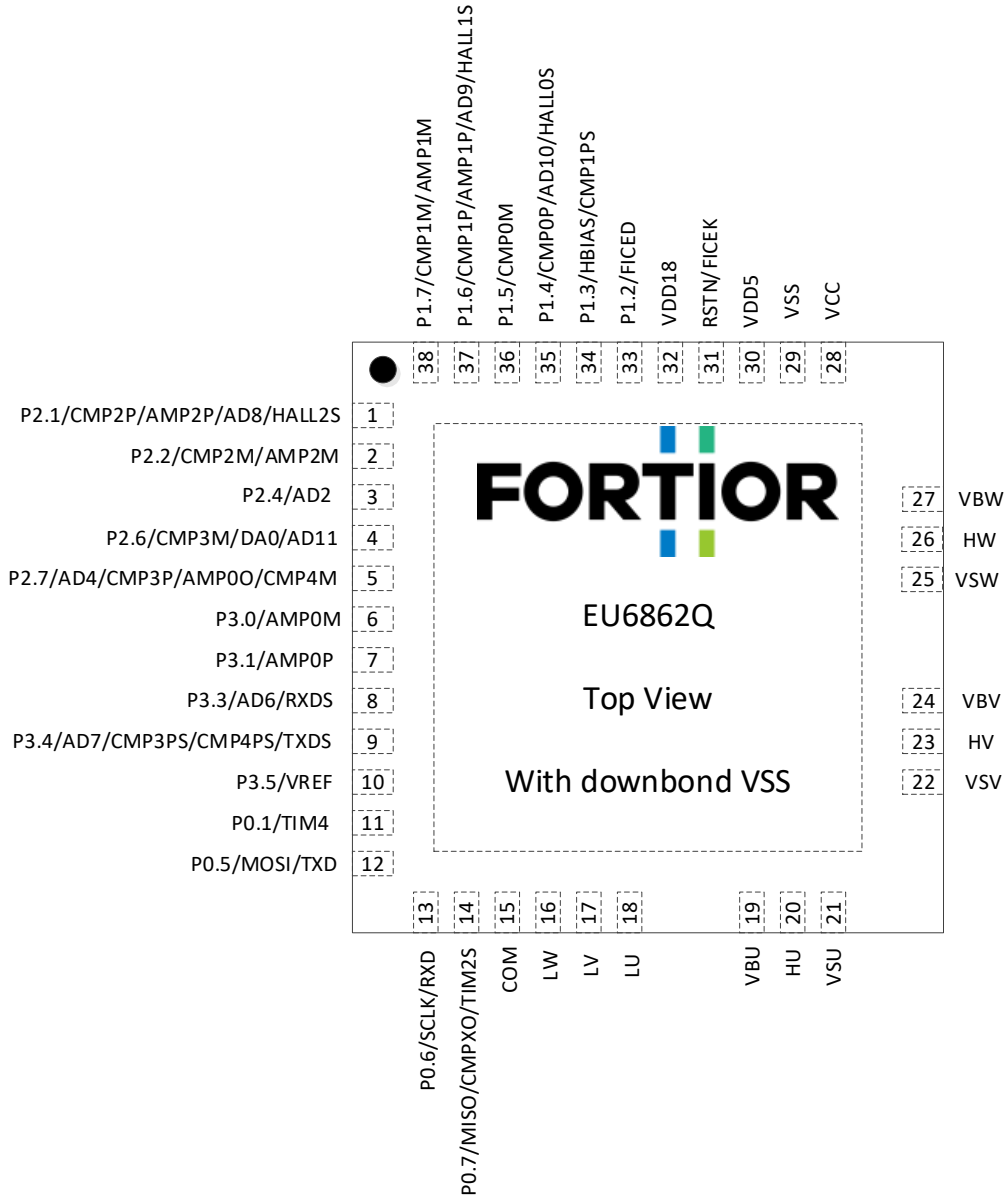 P1.7/CMP1M/AMP1M
P1.6/CMP1P/AMP1P/AD9/HALL1S
P1.5/CMP0M
P1.4/CMP0P/AD10/HALL0S
P1.3/HBIAS/CMP1PS
P1.2/FICED
VDD18
RSTN/FICEK
VDD5
VSS
VCC
38
37
36
35
34
33
32
31
30
29
28
P2.1/CMP2P/AMP2P/AD8/HALL2S 1
P2.2/CMP2M/AMP2M 2
P2.4/AD2 3
P2.6/CMP3M/DA0/AD11 4
P2.7/AD4/CMP3P/AMP0O/CMP4M 5
P3.0/AMP0M 6
P3.1/AMP0P 7
P3.3/AD6/RXDS 8
P3.4/AD7/CMP3PS/CMP4PS/TXDS 9
P3.5/VREF 10
P0.1/TIM4 11
P0.5/MOSI/TXD 12
FORTIOR
EU6862Q
Top View
With downbond VSS
27 VBW
26 HW
25 VSW
24 VBV
23 HV
22 VSV
13
14
15
16
17
18
19
20
21
P0.6/SCLK/RXD
P0.7/MISO/CMPXO/TIM2S
COM
LW
LV
LU
VBU
HU
VSU